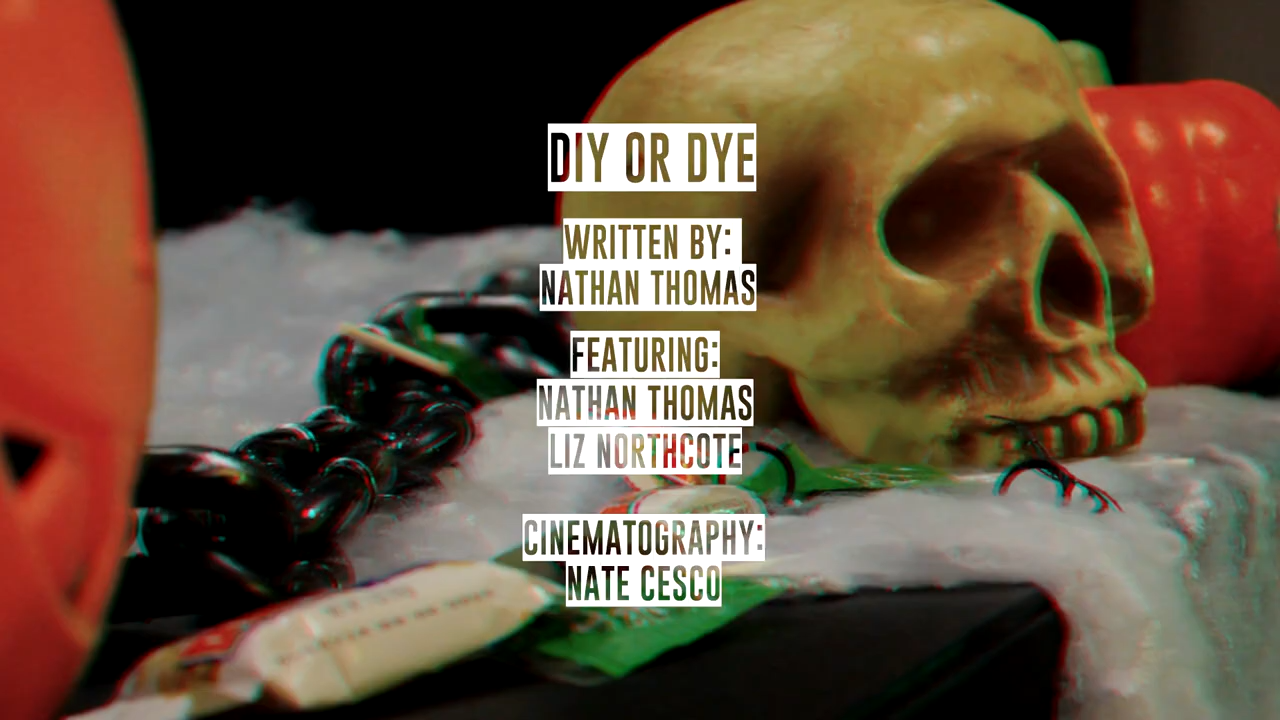 DIY OR DYE
WRITTEN BY:
NATHAN THOMAS
FEATURING:
NATHAN THOMAS
LIZ NORTHCOTE
CINEMATOGRAPHY:
NATE CESCO